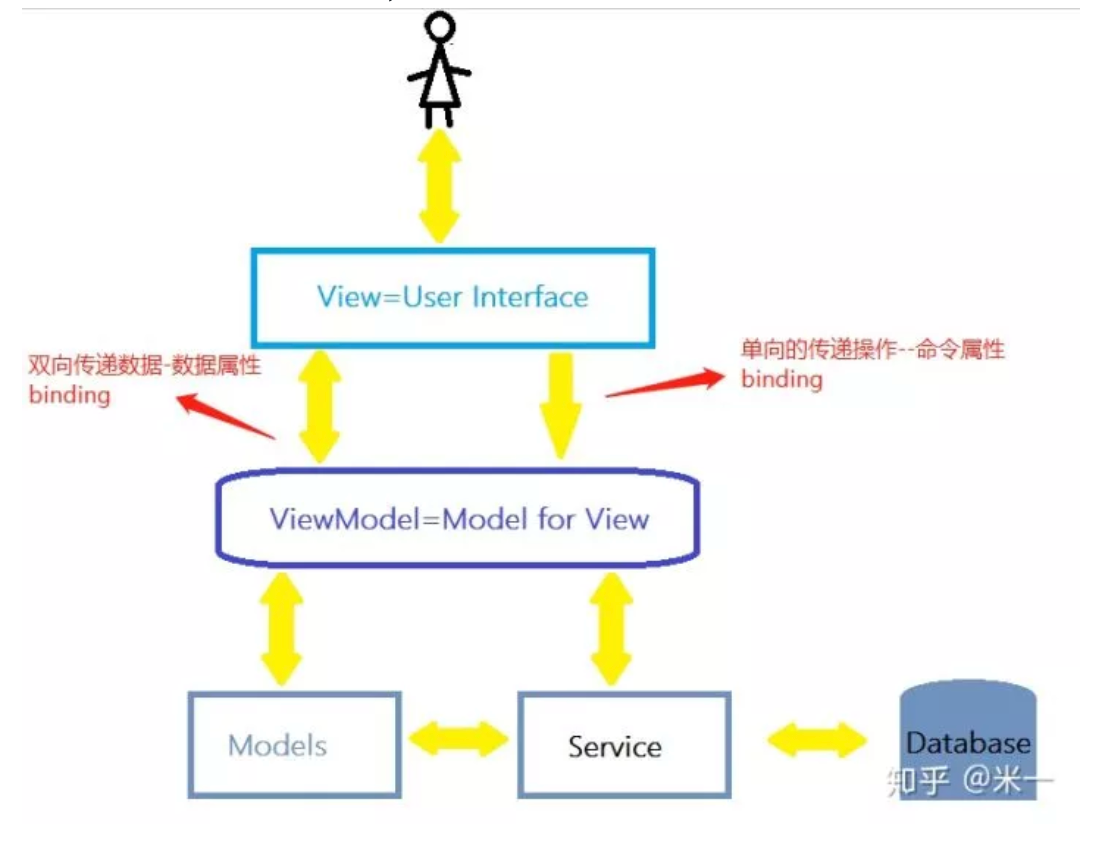 View=User Interface
双向传递数据-数据属性
binding
单向的传递操作--命令属性
binding
ViewModel=Model for View
Models
Service
Database
知乎 @米一